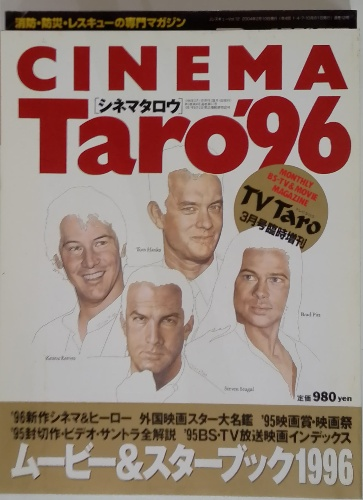 消防・防災・レスキューの専門マガジン
CINEMA
[シネマタロウ]
Taro'96
MONTHLY
BS-TV & MOVIE
MAGAZINE
TV Taro
3月号臨時増刊
Tom Hanks
Keanu Reeves
Brad Pitt
Steven Seagal
定価 980 yen
'96新作シネマ&ヒーロー 外国映画スター大名鑑 '95映画賞・映画祭
'95封切作・ビデオ・サントラ全解説 '95BS・TV放送映画インデックス
ムービー&スターブック1996